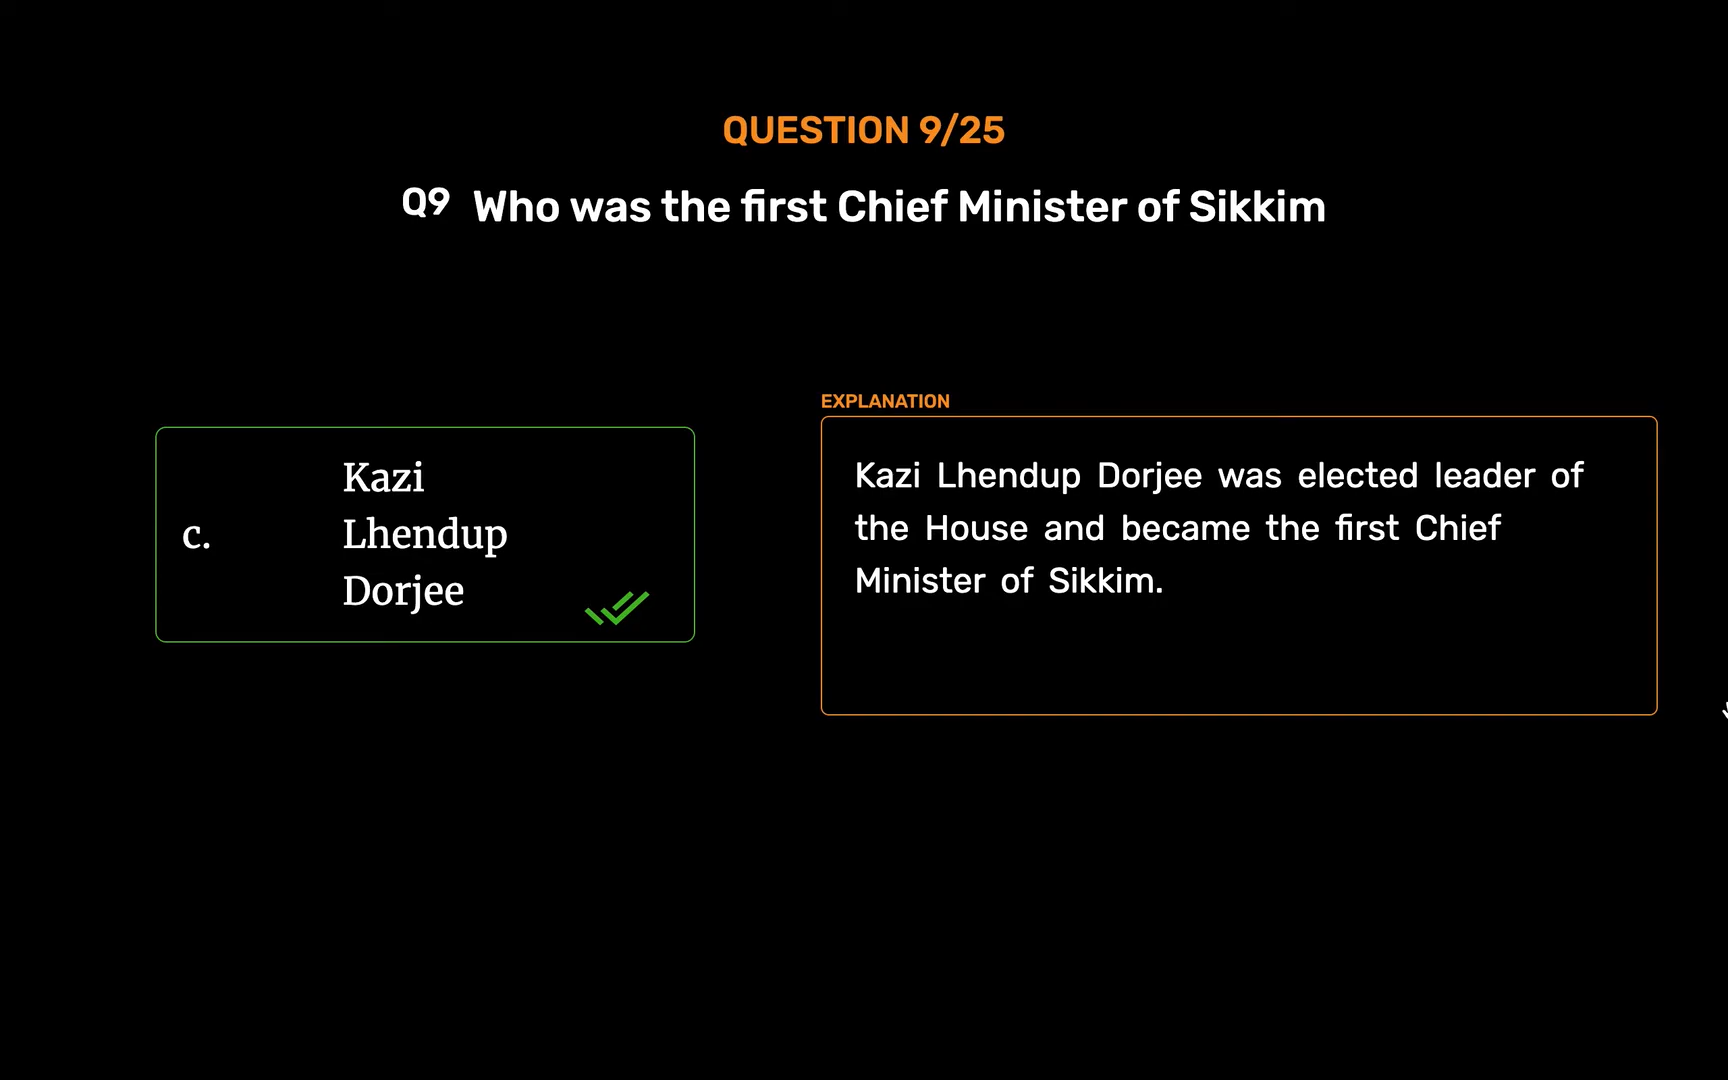 QUESTION 9/25
Q9 Who was the first Chief Minister of Sikkim
c.
Kazi
Lhendup
Dorjee
EXPLANATION
Kazi Lhendup Dorjee was elected leader of
the House and became the first Chief
Minister of Sikkim.